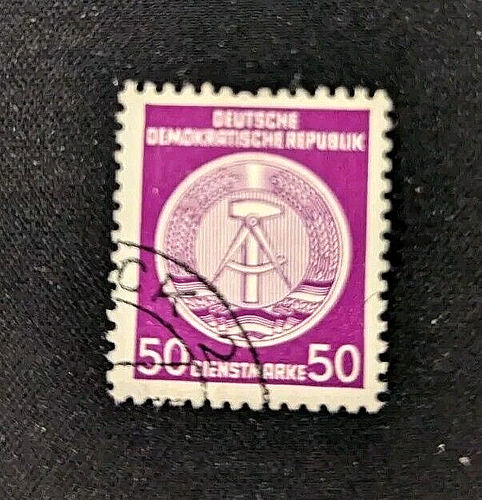 DEUTSCHE
DEMOKRATISCHE REPUBLIK
50 DIENSTMARKE 50